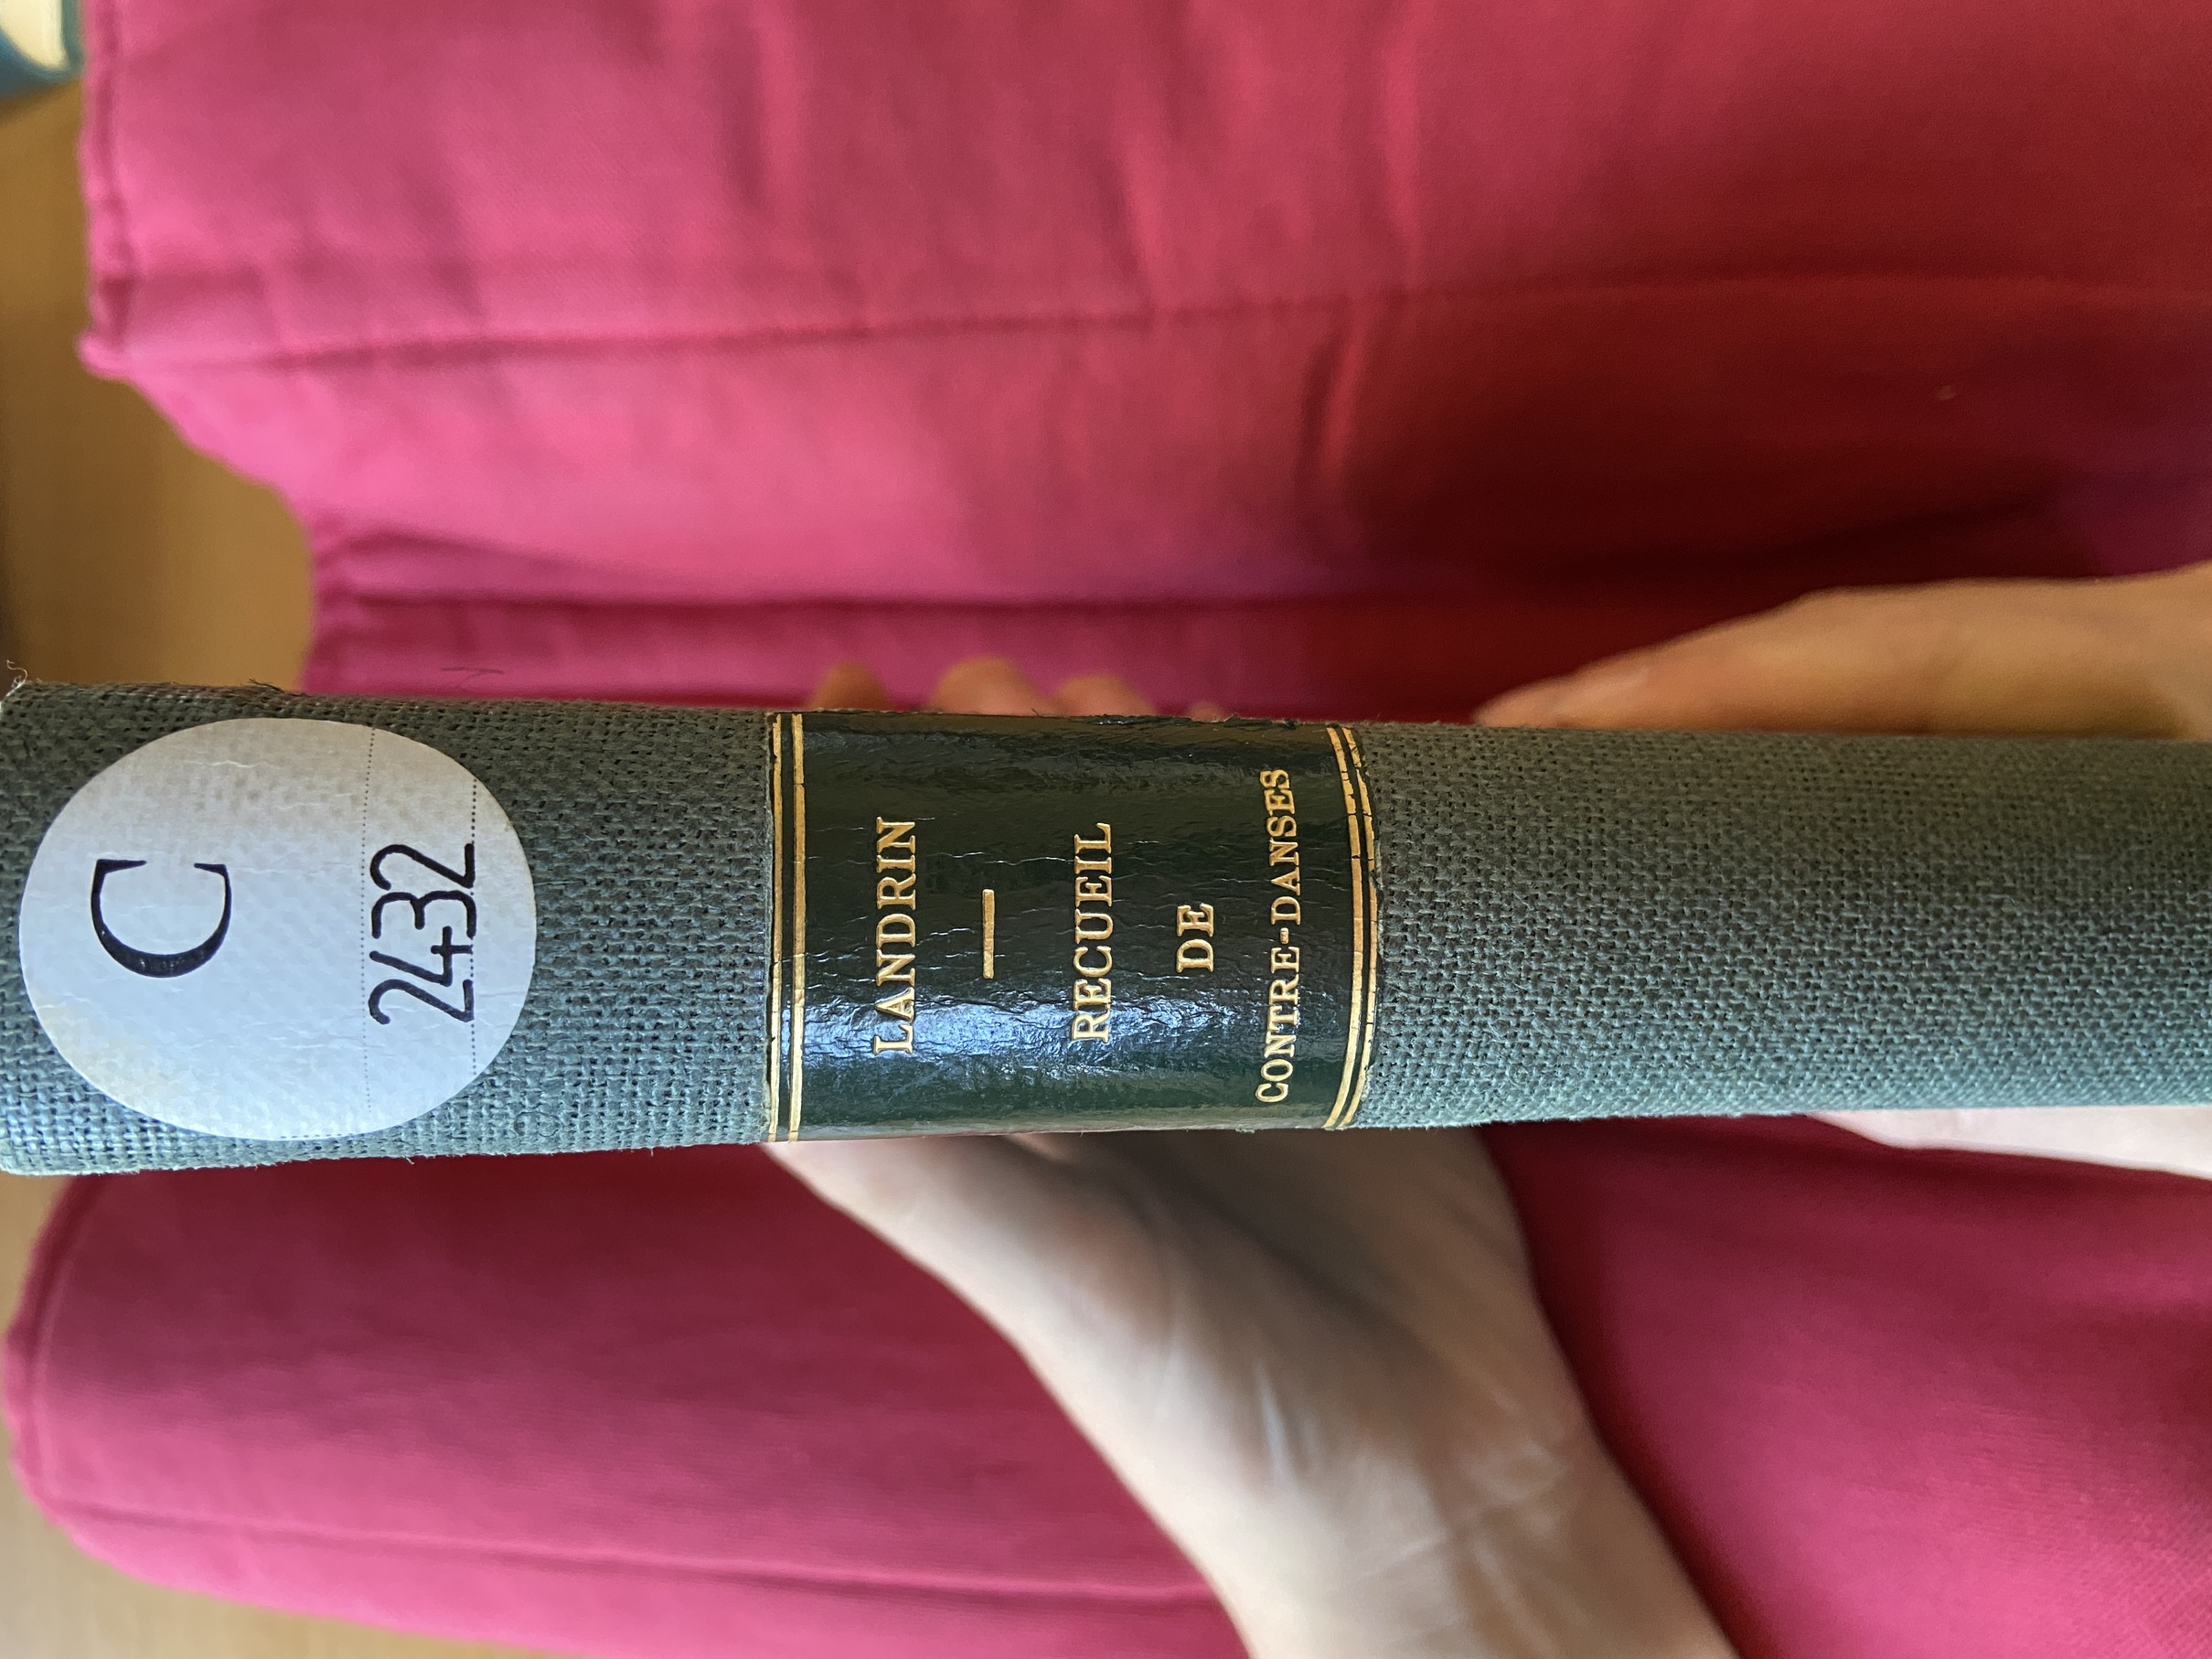 C
2432
LANDRIN
—
RECUEIL
DE
CONTRE-DANSES